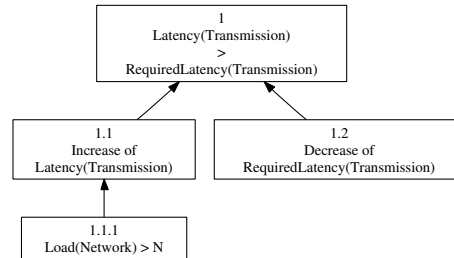 1
Latency(Transmission)
>
RequiredLatency(Transmission)
1.1
Increase of
Latency(Transmission)
1.2
Decrease of
RequiredLatency(Transmission)
1.1.1
Load(Network) > N